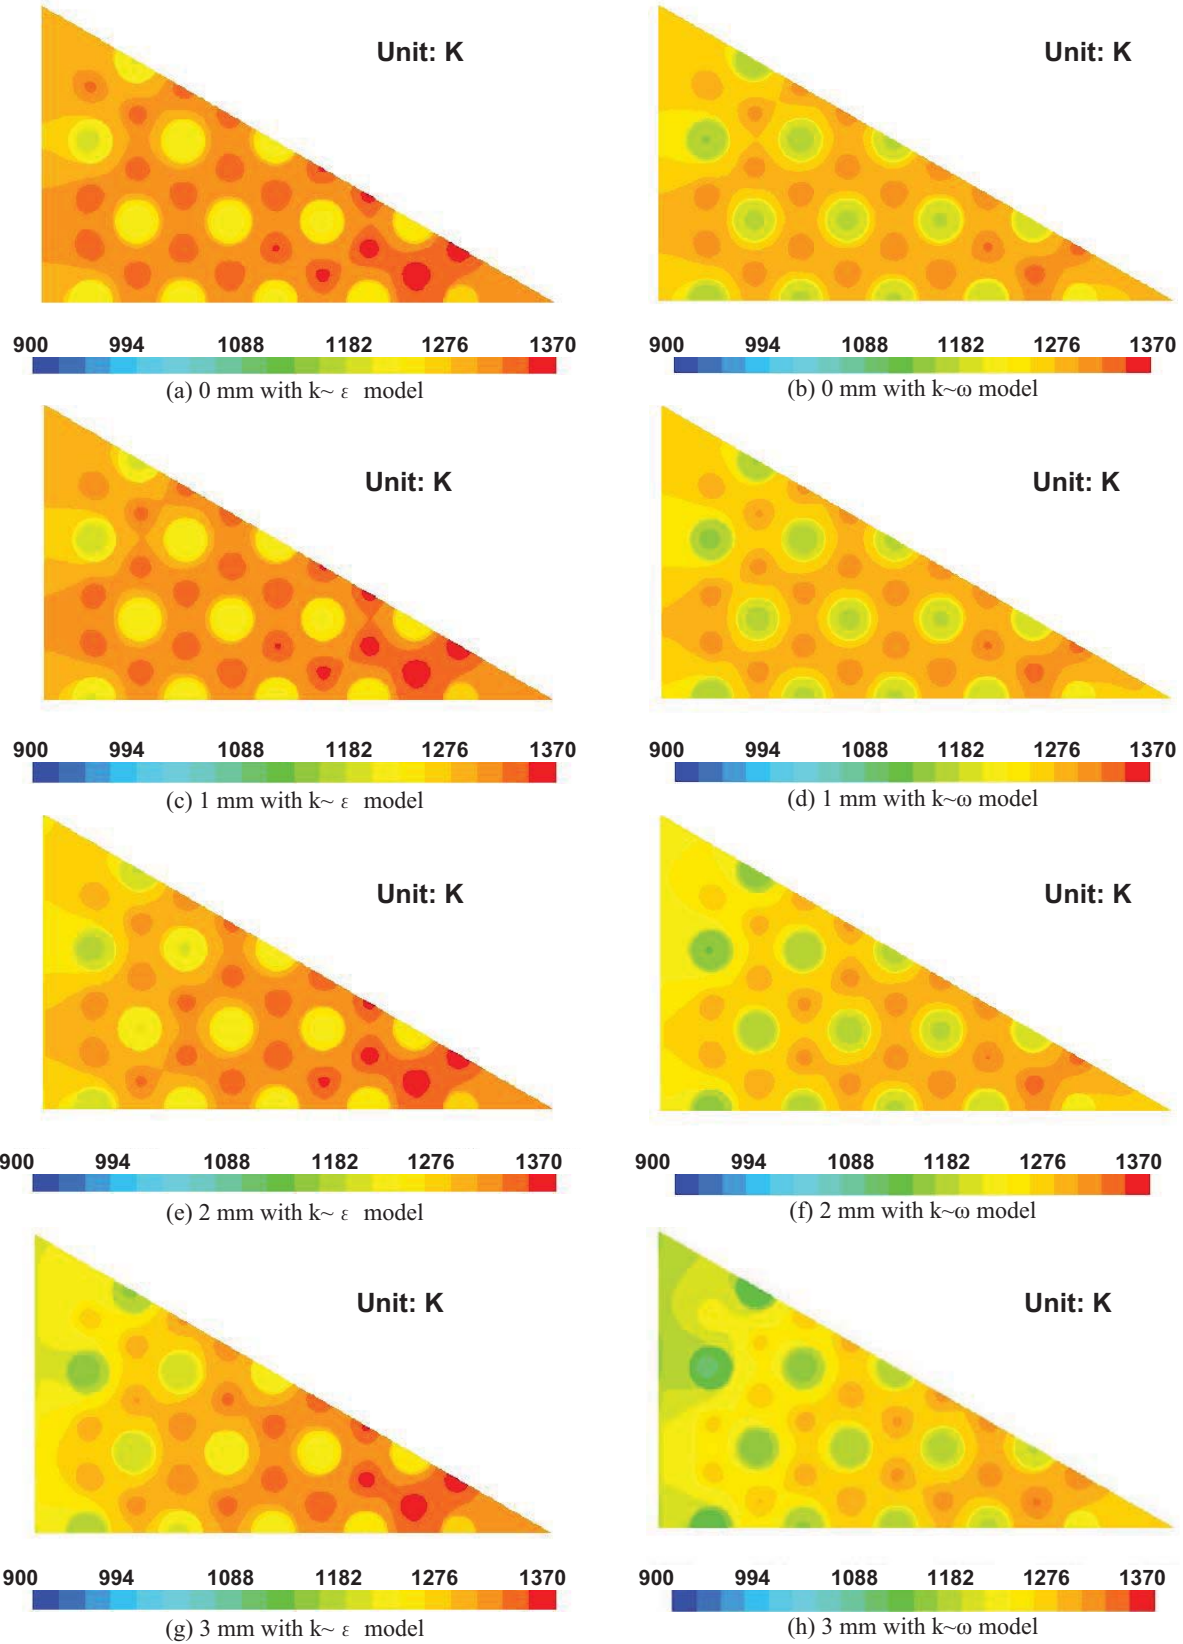 Unit: K
Unit: K
900 994 1088 1182 1276 1370
900 994 1088 1182 1276 1370
(a) 0 mm with k~ ε model
(b) 0 mm with k~ω model
Unit: K
Unit: K
900 994 1088 1182 1276 1370
900 994 1088 1182 1276 1370
(c) 1 mm with k~ ε model
(d) 1 mm with k~ω model
Unit: K
Unit: K
900 994 1088 1182 1276 1370
900 994 1088 1182 1276 1370
(e) 2 mm with k~ ε model
(f) 2 mm with k~ω model
Unit: K
Unit: K
900 994 1088 1182 1276 1370
900 994 1088 1182 1276 1370
(g) 3 mm with k~ ε model
(h) 3 mm with k~ω model